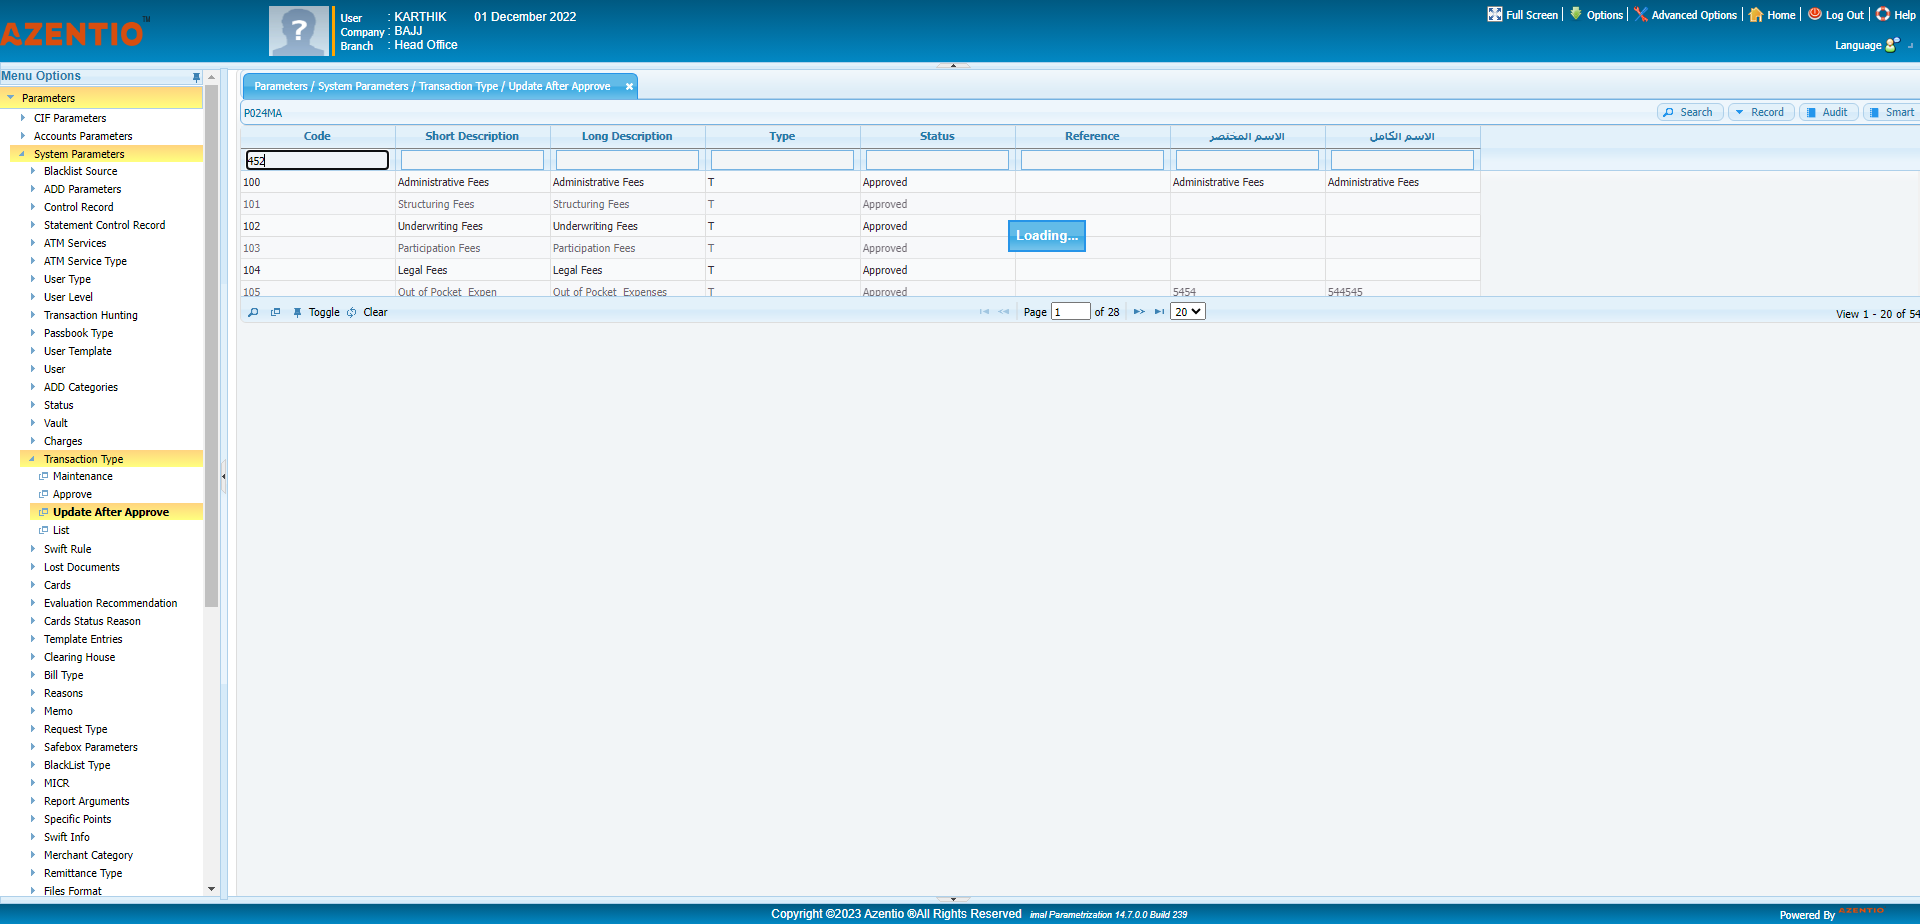 AZENTIO TM
User : KARTHIK 01 December 2022
Company : BAJJ
Branch : Head Office
Full Screen Options Advanced Options Home Log Out Help
Language
Menu Options
Parameters
CIF Parameters
Accounts Parameters
System Parameters
Blacklist Source
ADD Parameters
Control Record
Statement Control Record
ATM Services
ATM Service Type
User Type
User Level
Transaction Hunting
Passbook Type
User Template
User
ADD Categories
Status
Vault
Charges
Transaction Type
Maintenance
Approve
Update After Approve
List
Swift Rule
Lost Documents
Cards
Evaluation Recommendation
Cards Status Reason
Template Entries
Clearing House
Bill Type
Reasons
Memo
Request Type
Safebox Parameters
BlackList Type
MICR
Report Arguments
Specific Points
Swift Info
Merchant Category
Remittance Type
Files Format
Parameters / System Parameters / Transaction Type / Update After Approve
P024MA
Search Record Audit Smart
Code Short Description Long Description Type Status Reference الاسم المختصر الاسم الكامل
452
100 Administrative Fees Administrative Fees T Approved Administrative Fees Administrative Fees
101 Structuring Fees Structuring Fees T Approved
102 Underwriting Fees Underwriting Fees T Approved
103 Participation Fees Participation Fees T Approved
104 Legal Fees Legal Fees T Approved
105 Out of Pocket Expen Out of Pocket Expenses T Approved 5454 544545
Loading...
Toggle Clear Page 1 of 28 20 View 1 - 20 of 54
Copyright ©2023 Azentio ®All Rights Reserved imal Parametrization 14.7.0.0 Build 239
Powered By AZENTIO